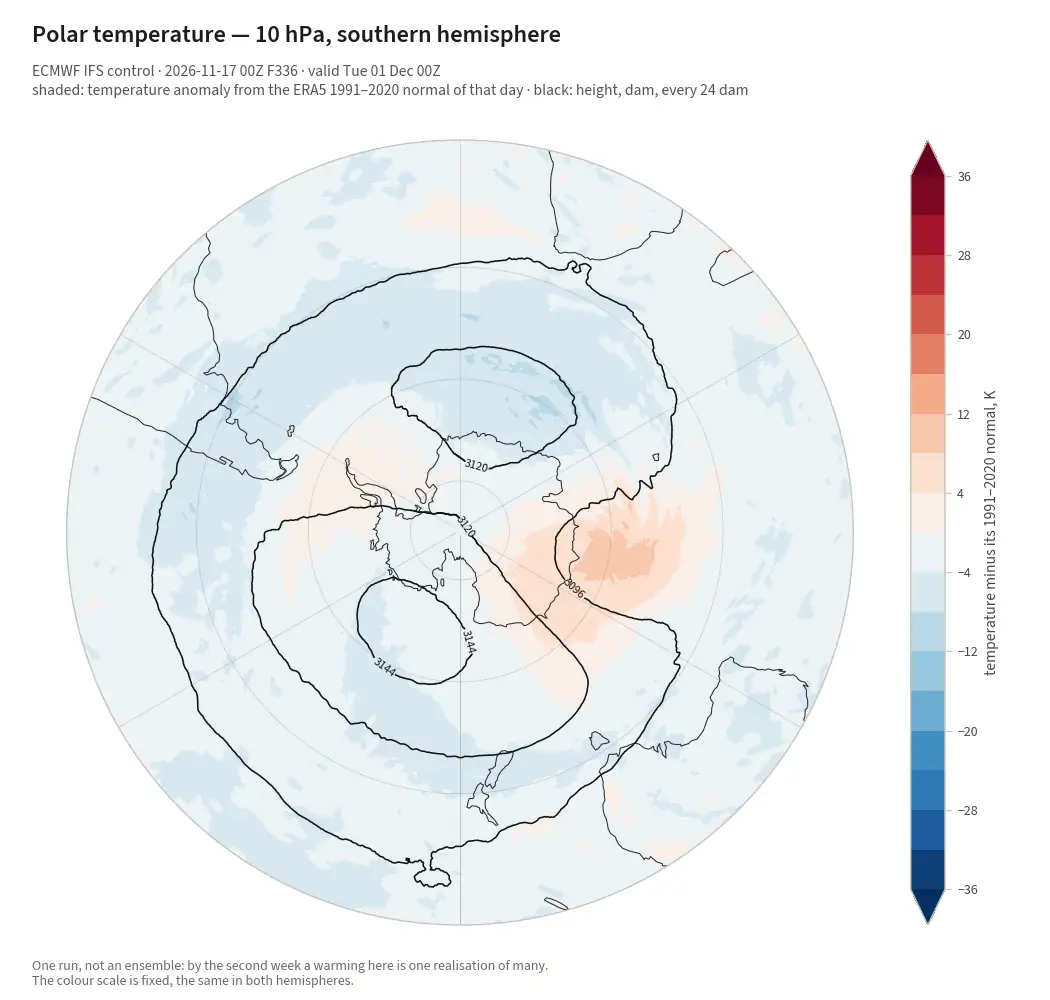 Polar temperature — 10 hPa, southern hemisphere
ECMWF IFS control · 2026-11-17 00Z F336 · valid Tue 01 Dec 00Z
shaded: temperature anomaly from the ERA5 1991–2020 normal of that day · black: height, dam, every 24 dam
36
28
20
12
4
−4
−12
−20
−28
−36
temperature minus its 1991–2020 normal, K
3120
3120
3096
3144
3144
One run, not an ensemble: by the second week a warming here is one realisation of many.
The colour scale is fixed, the same in both hemispheres.